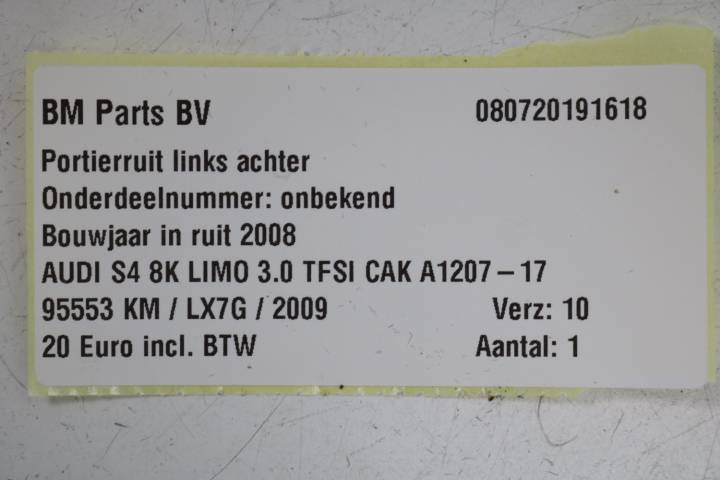 BM Parts BV 080720191618
Portierruit links achter
Onderdeelnummer: onbekend
Bouwjaar in ruit 2008
AUDI S4 8K LIMO 3.0 TFSI CAK A1207 – 17
95553 KM / LX7G / 2009 Verz: 10
20 Euro incl. BTW Aantal: 1